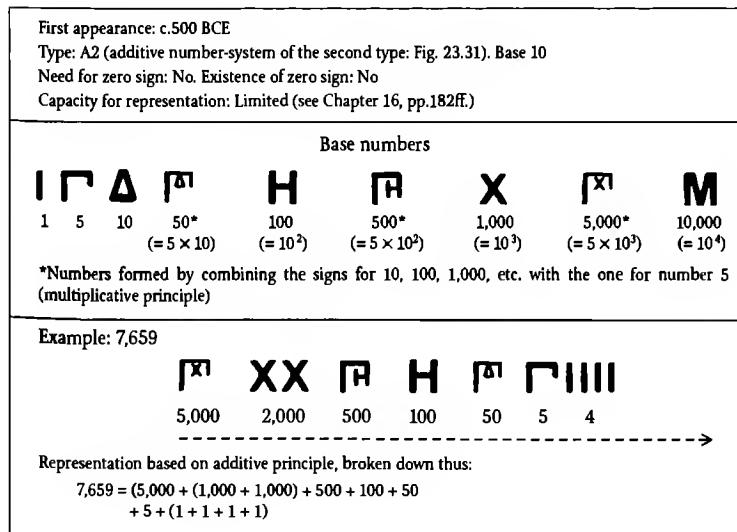 First appearance: c.500 BCE
Type: A2 (additive number-system of the second type: Fig. 23.31). Base 10
Need for zero sign: No. Existence of zero sign: No
Capacity for representation: Limited (see Chapter 16, pp.182ff.)
Base numbers
Ι 𐅃 Δ 𐅄 Η 𐅅 Χ 𐅆 Μ
1 5 10 50* 100 500* 1,000 5,000* 10,000
(= 5 × 10) (= 10²) (= 5 × 10²) (= 10³) (= 5 × 10³) (= 10⁴)
*Numbers formed by combining the signs for 10, 100, 1,000, etc. with the one for number 5
(multiplicative principle)
Example: 7,659
𐅆 ΧΧ 𐅅 Η 𐅄 𐅃ΙΙΙΙ
5,000 2,000 500 100 50 5 4
Representation based on additive principle, broken down thus:
7,659 = (5,000 + (1,000 + 1,000) + 500 + 100 + 50
+ 5 + (1 + 1 + 1 + 1)